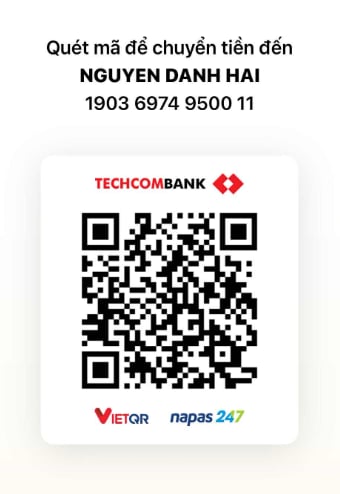 Quét mã để chuyển tiền đến
NGUYEN DANH HAI
1903 6974 9500 11
TECHCOMBANK
VIETQR napas 247